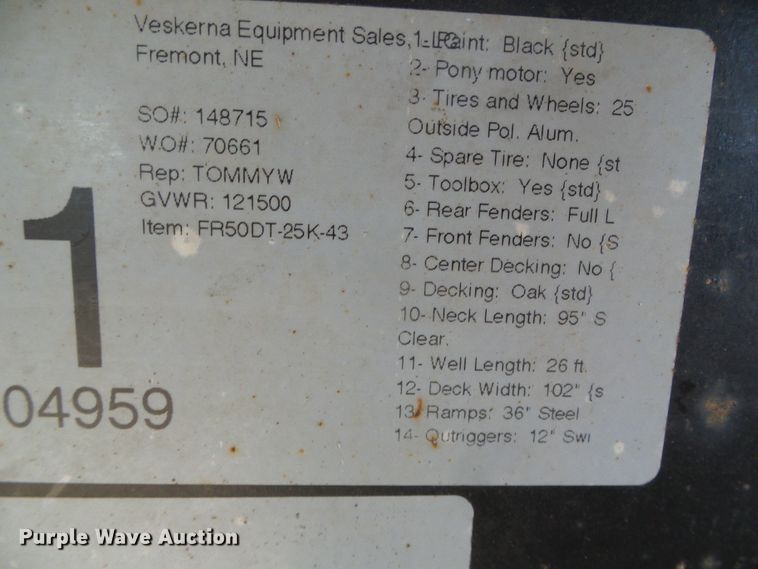 Veskerna Equipment Sales, LLC
Fremont, NE
SO#: 148715
W.O#: 70661
Rep: TOMMYW
GVWR: 121500
Item: FR50DT-25K-43
1
04959
1- Paint: Black {std}
2- Pony motor: Yes
3- Tires and Wheels: 25
Outside Pol. Alum.
4- Spare Tire: None {st
5- Toolbox: Yes {std}
6- Rear Fenders: Full L
7- Front Fenders: No {S
8- Center Decking: No {
9- Decking: Oak {std}
10- Neck Length: 95" S
Clear.
11- Well Length: 26 ft.
12- Deck Width: 102" {s
13- Ramps: 36" Steel
14- Outriggers: 12" Swi
Purple Wave Auction